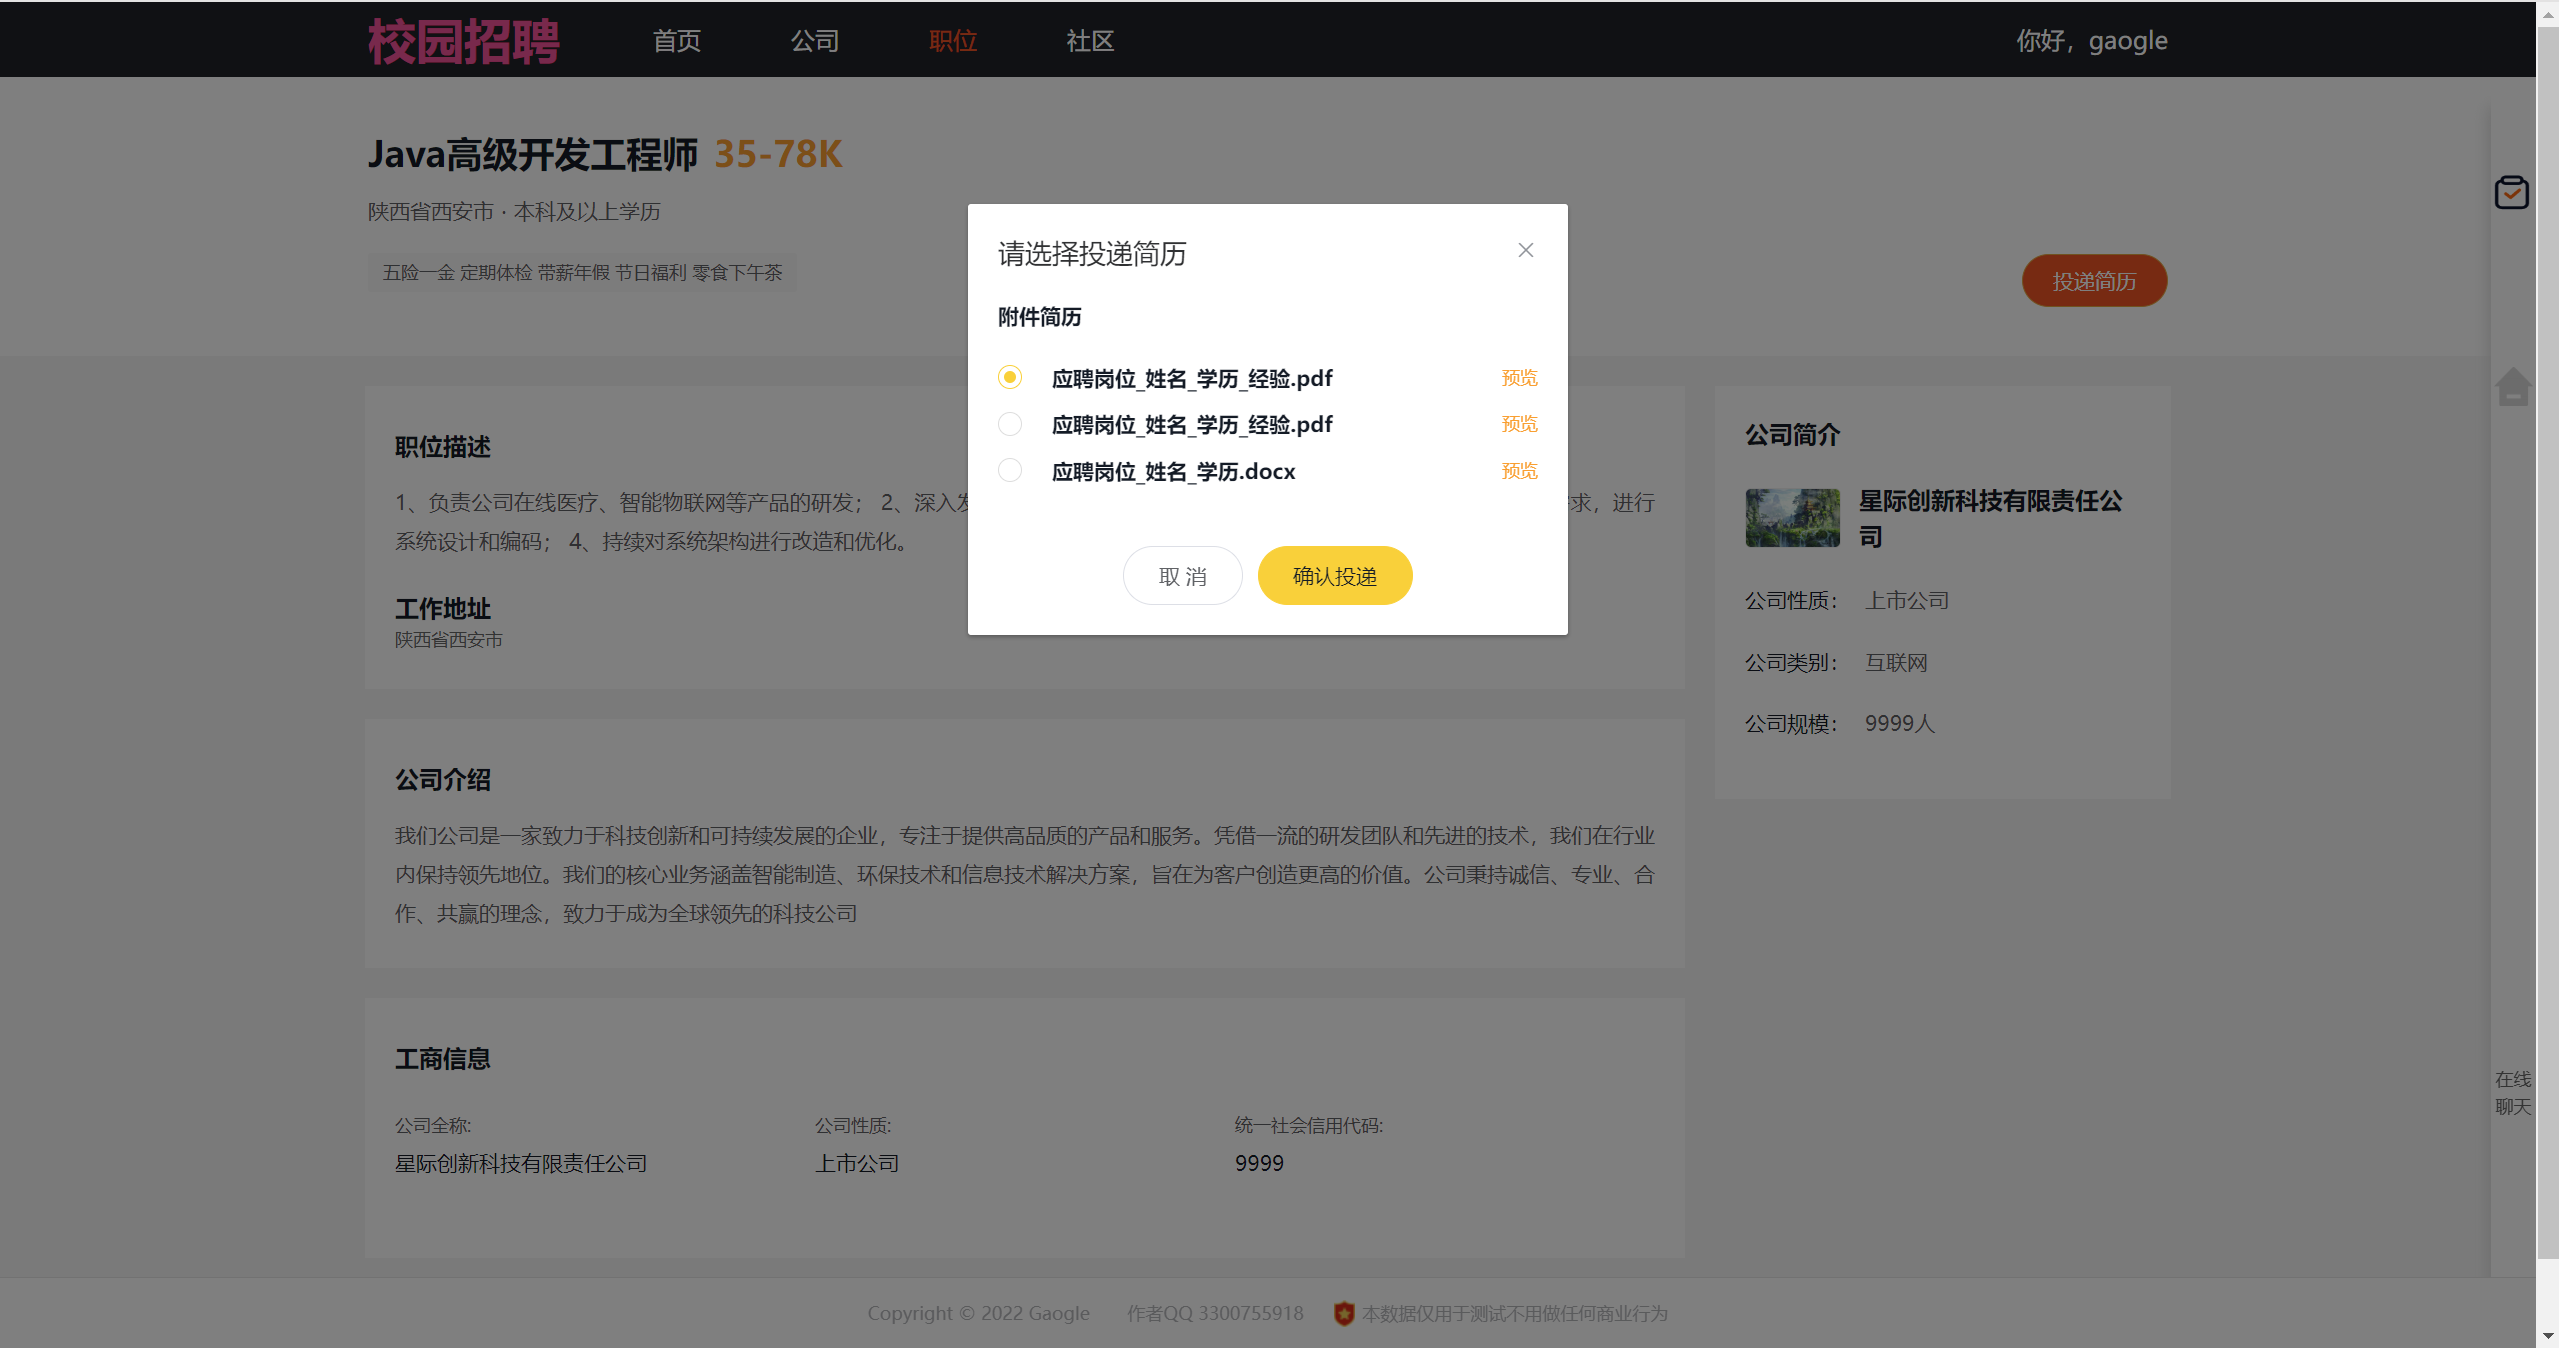 校园招聘 首页 公司 职位 社区 你好，gaogle
Java高级开发工程师 35-78K
陕西省西安市 · 本科及以上学历
五险一金 定期体检 带薪年假 节日福利 零食下午茶
投递简历
请选择投递简历
附件简历
应聘岗位_姓名_学历_经验.pdf 预览
应聘岗位_姓名_学历_经验.pdf 预览
应聘岗位_姓名_学历.docx 预览
取 消 确认投递
职位描述
1、负责公司在线医疗、智能物联网等产品的研发； 2、深入发 求，进行
系统设计和编码； 4、持续对系统架构进行改造和优化。
工作地址
陕西省西安市
公司简介
星际创新科技有限责任公
司
公司性质： 上市公司
公司类别： 互联网
公司规模： 9999人
公司介绍
我们公司是一家致力于科技创新和可持续发展的企业，专注于提供高品质的产品和服务。凭借一流的研发团队和先进的技术，我们在行业
内保持领先地位。我们的核心业务涵盖智能制造、环保技术和信息技术解决方案，旨在为客户创造更高的价值。公司秉持诚信、专业、合
作、共赢的理念，致力于成为全球领先的科技公司
工商信息
公司全称: 公司性质: 统一社会信用代码:
星际创新科技有限责任公司 上市公司 9999
在线
聊天
Copyright © 2022 Gaogle 作者QQ 3300755918 本数据仅用于测试不用做任何商业行为